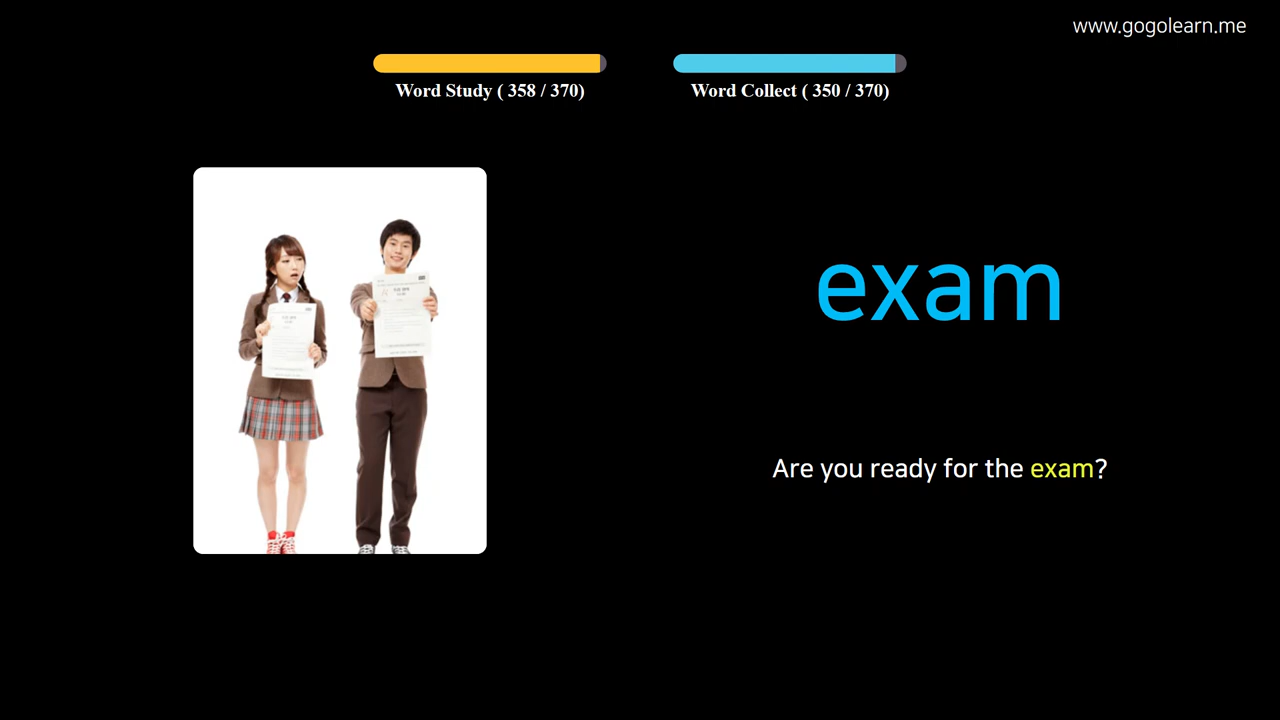 www.gogolearn.me
Word Study ( 358 / 370)
Word Collect ( 350 / 370)
exam
Are you ready for the exam?